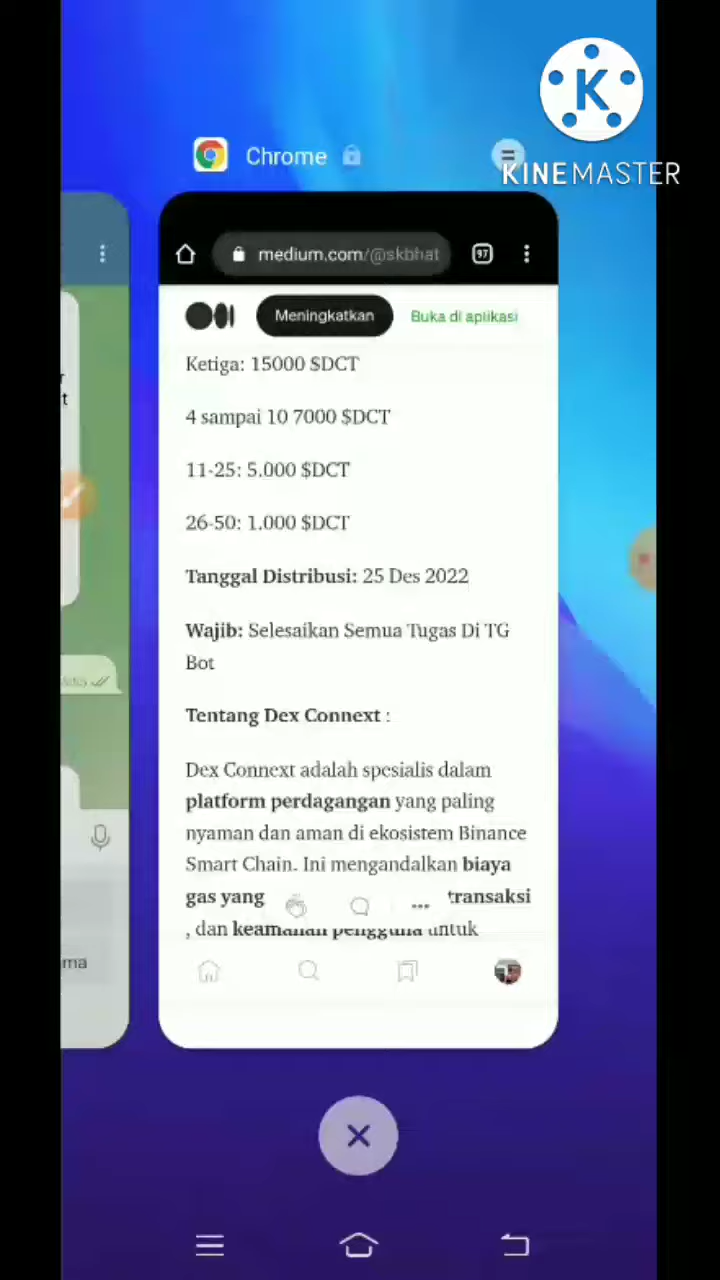 Chrome
KINEMASTER
K
medium.com/@skbhat
97
Meningkatkan
Buka di aplikasi
Ketiga: 15000 $DCT
4 sampai 10 7000 $DCT
11-25: 5.000 $DCT
26-50: 1.000 $DCT
Tanggal Distribusi: 25 Des 2022
Wajib: Selesaikan Semua Tugas Di TG
Bot
Tentang Dex Connext :
Dex Connext adalah spesialis dalam
platform perdagangan yang paling
nyaman dan aman di ekosistem Binance
Smart Chain. Ini mengandalkan biaya
gas yang transaksi
, dan keamanan pengguna untuk
r
t
ma